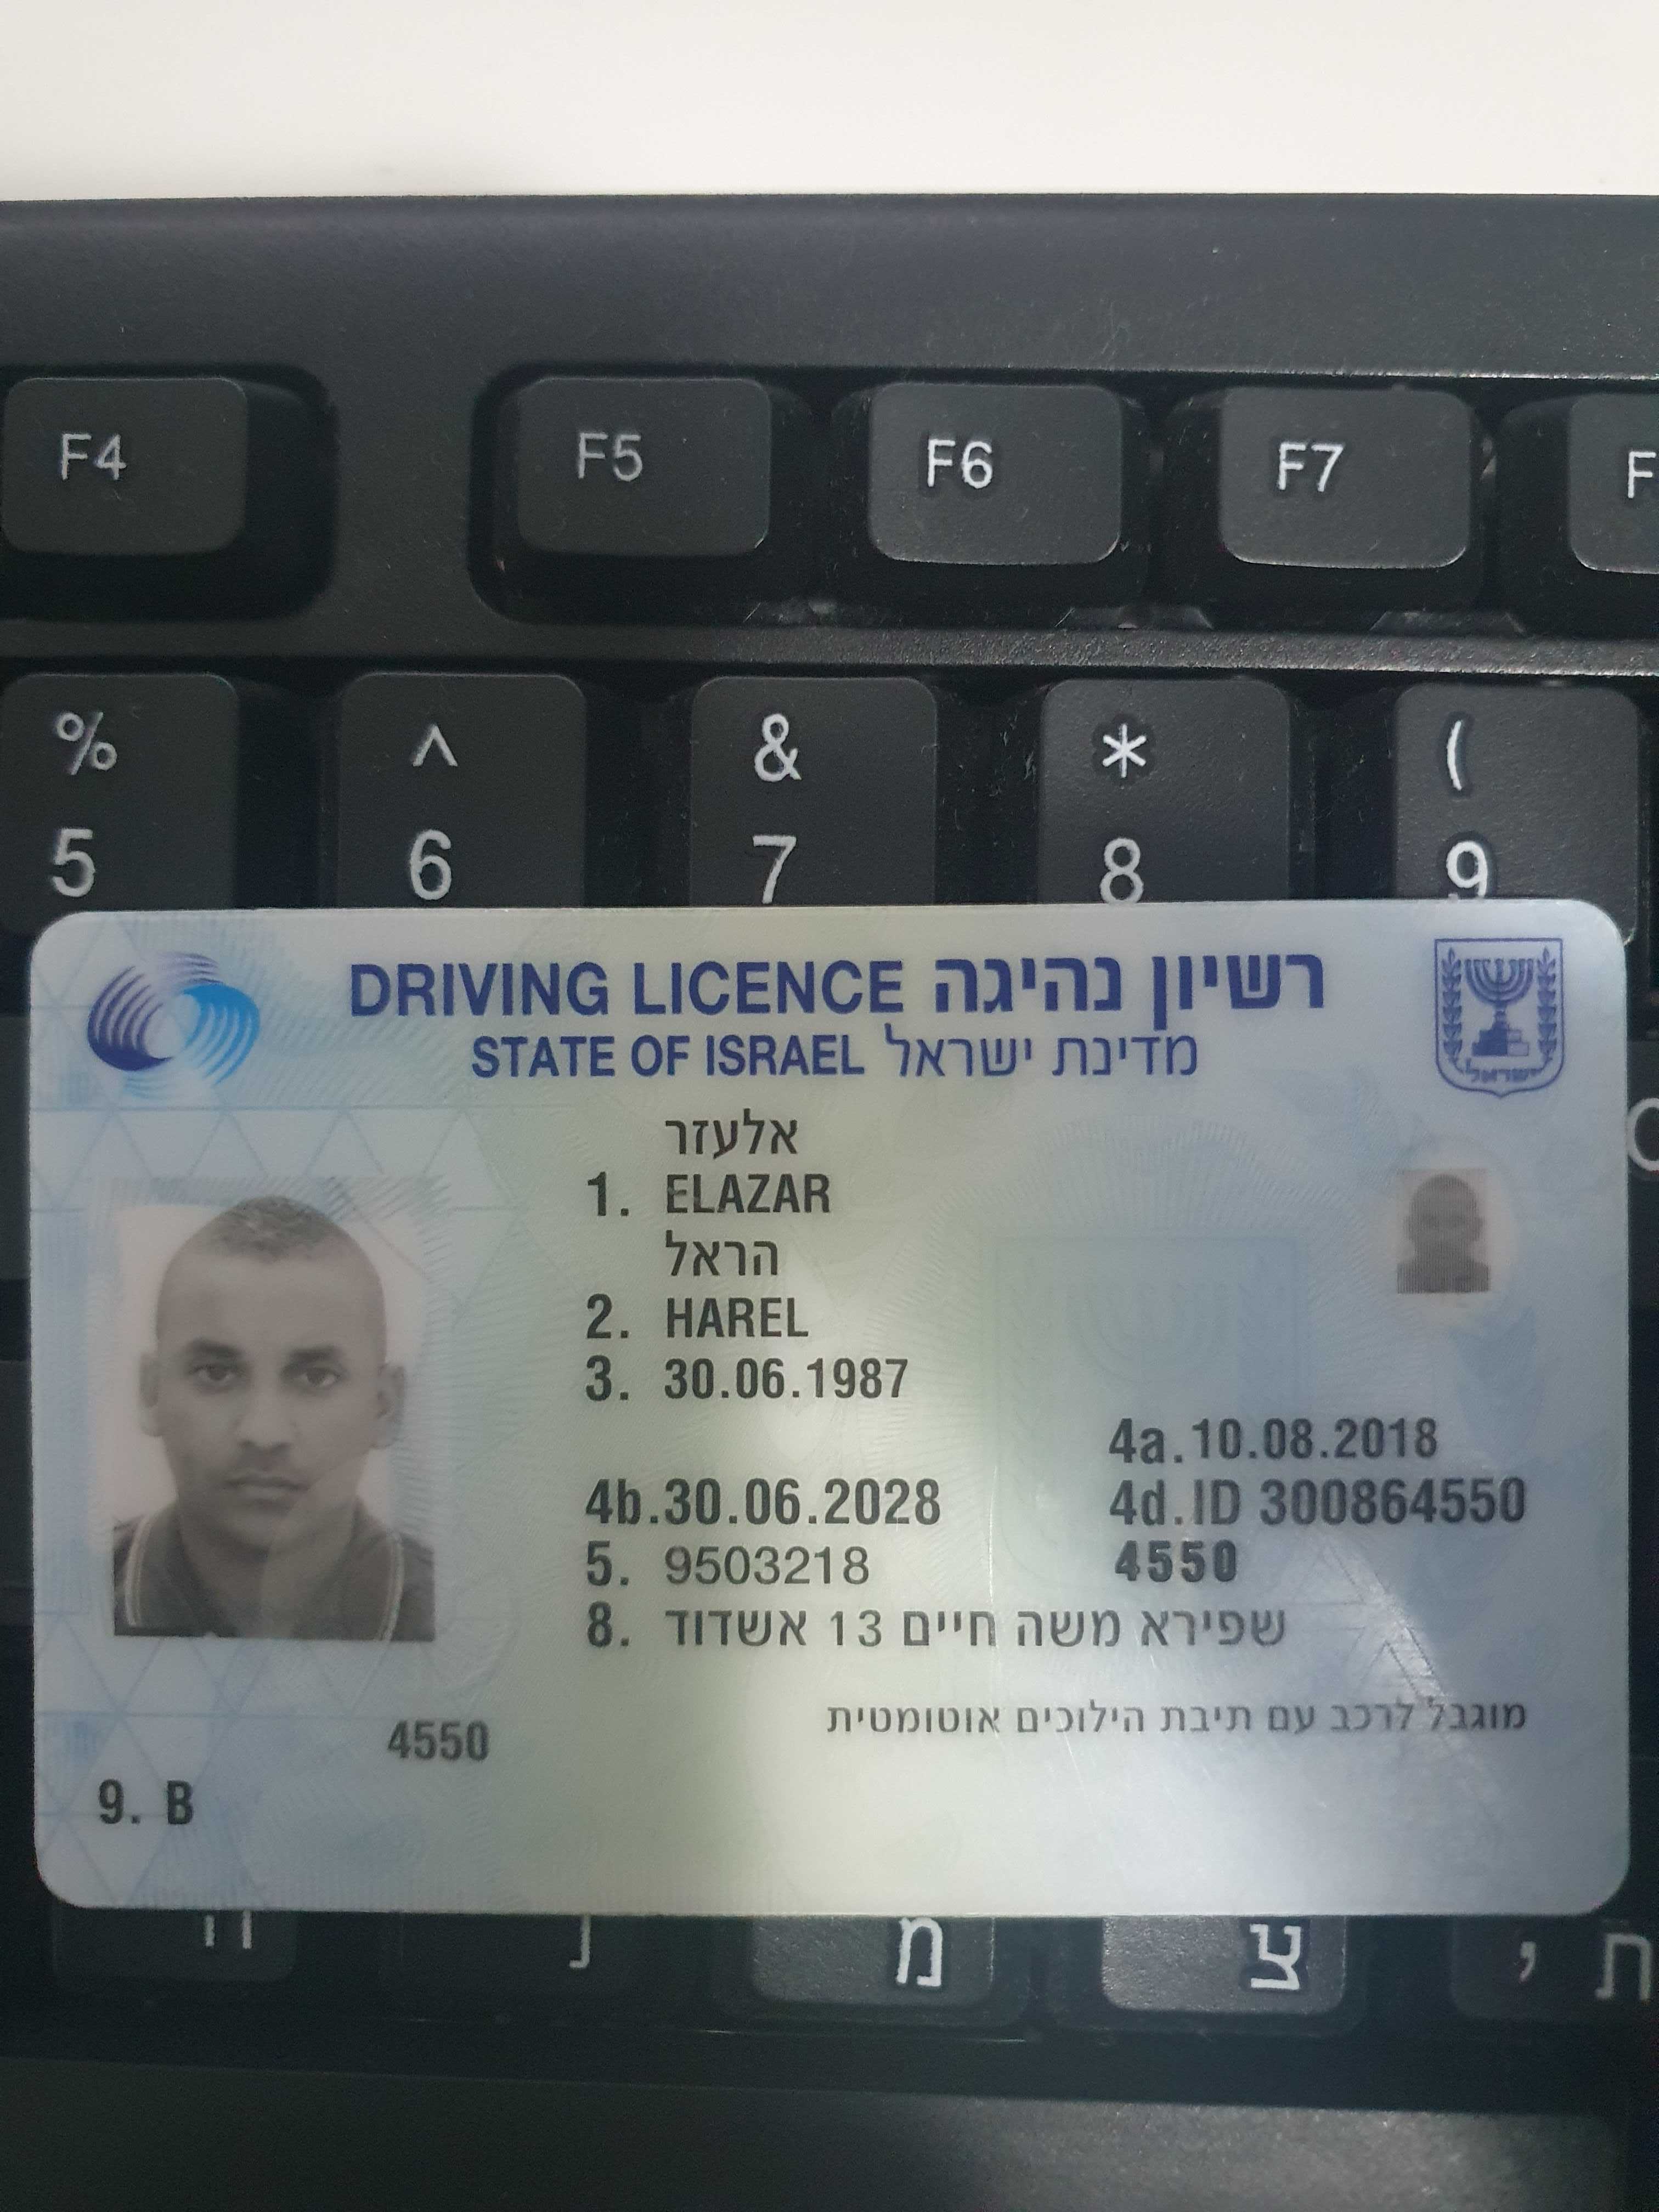 F4 F5 F6 F7 F
% ^ & * (
5 6 7 8 9
DRIVING LICENCE רשיון נהיגה
STATE OF ISRAEL מדינת ישראל
ישראל
אלעזר
1. ELAZAR
הראל
2. HAREL
3. 30.06.1987
4a. 10.08.2018
4b. 30.06.2028 4d. ID 300864550
5. 9503218 4550
8. שפירא משה חיים 13 אשדוד
מוגבל לרכב עם תיבת הילוכים אוטומטית
4550
9. B
נ מ צ , ת